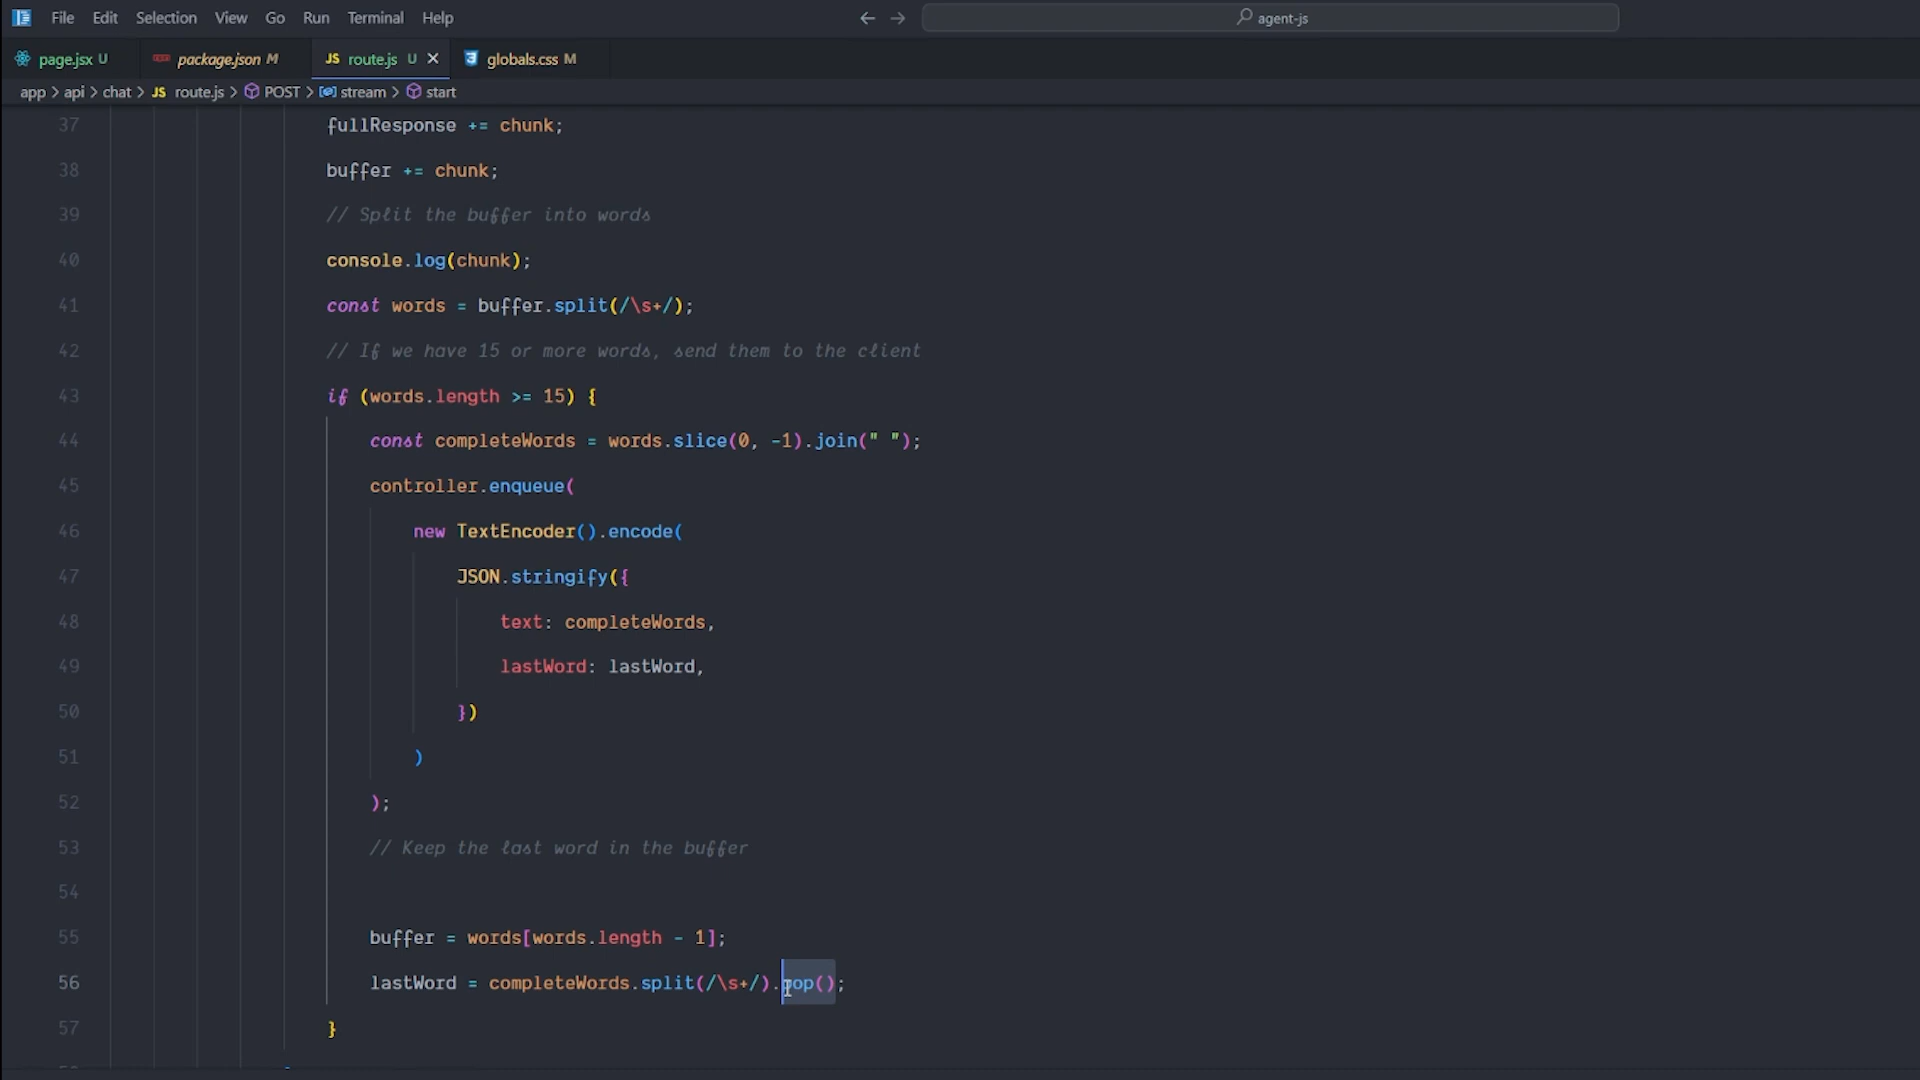 File Edit Selection View Go Run Terminal Help
agent-js
page.jsx U package.json M JS route.js U globals.css M
app > api > chat > JS route.js > POST > stream > start
37 fullResponse += chunk;
38 buffer += chunk;
39 // Split the buffer into words
40 console.log(chunk);
41 const words = buffer.split(/\s+/);
42 // If we have 15 or more words, send them to the client
43 if (words.length >= 15) {
44 const completeWords = words.slice(0, -1).join(" ");
45 controller.enqueue(
46 new TextEncoder().encode(
47 JSON.stringify({
48 text: completeWords,
49 lastWord: lastWord,
50 })
51 )
52 );
53 // Keep the last word in the buffer
54
55 buffer = words[words.length - 1];
56 lastWord = completeWords.split(/\s+/).pop();
57 }